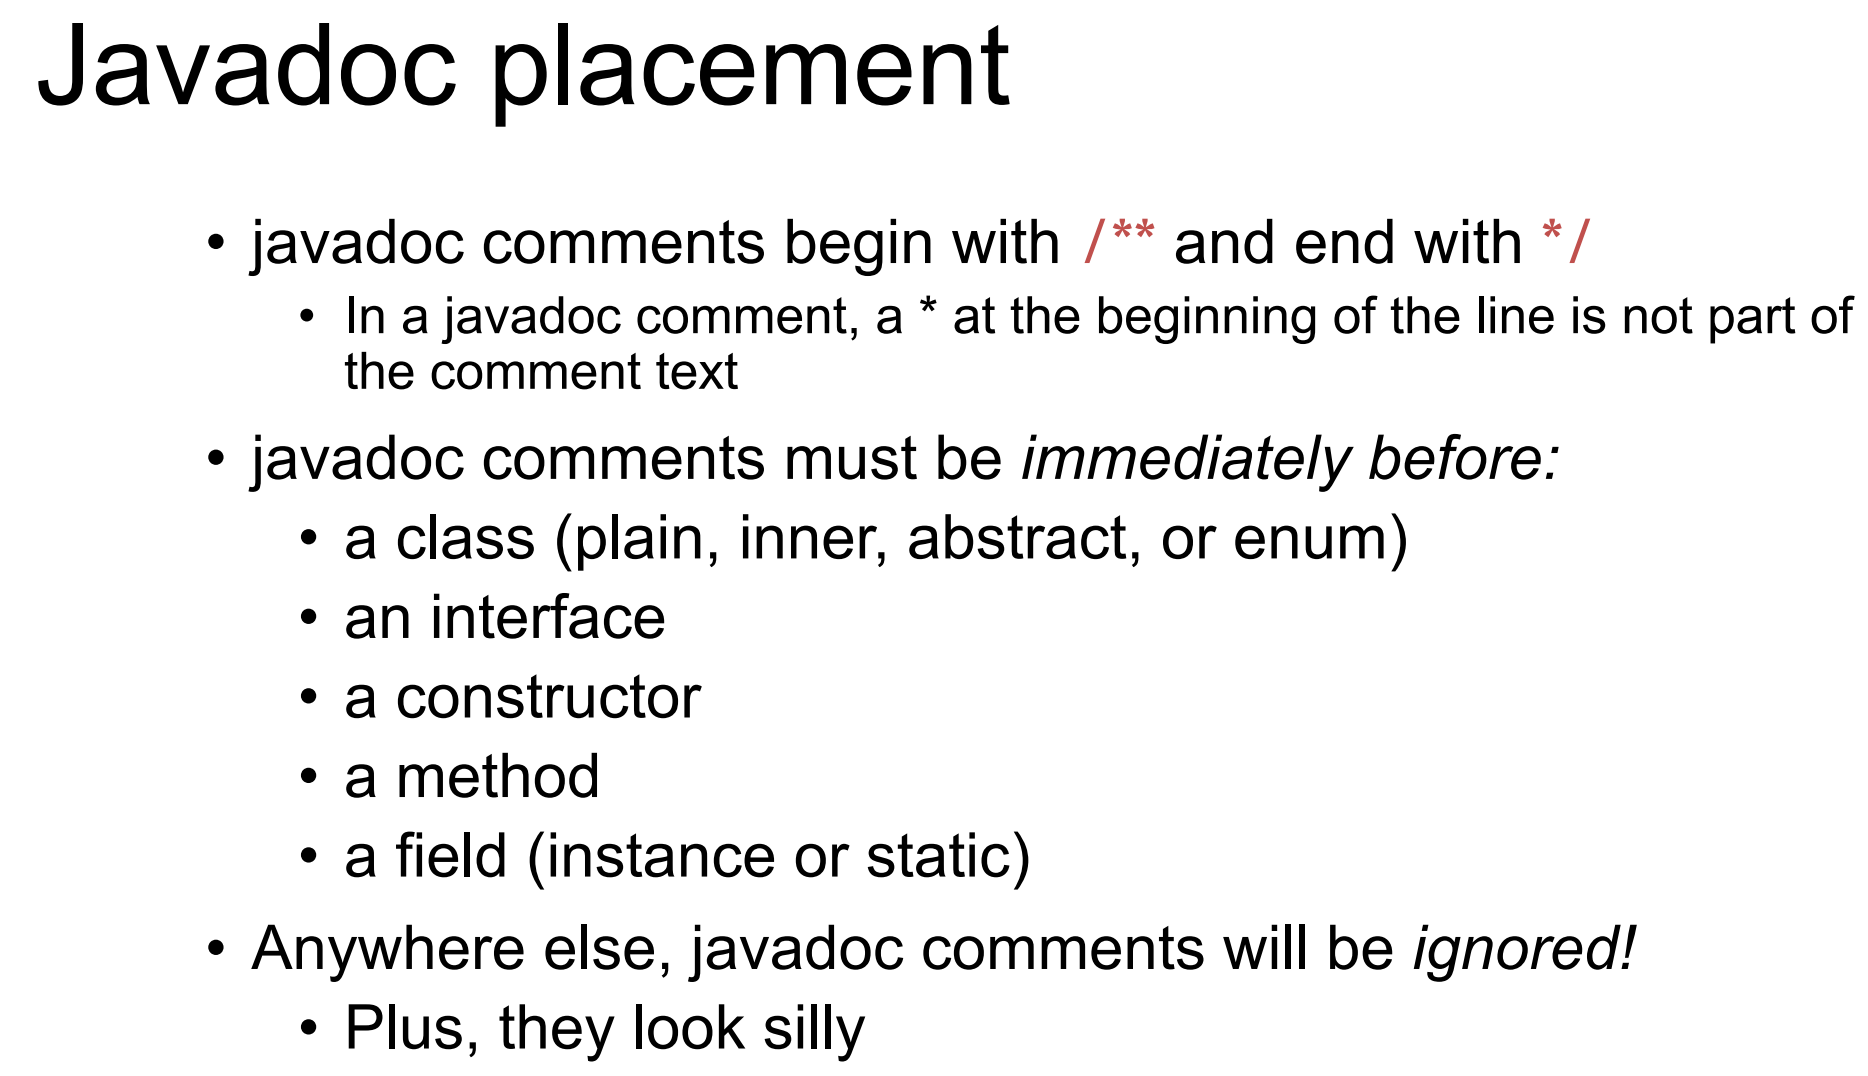 Javadoc placement
• javadoc comments begin with /** and end with */
• In a javadoc comment, a * at the beginning of the line is not part of
the comment text
• javadoc comments must be immediately before:
• a class (plain, inner, abstract, or enum)
• an interface
• a constructor
• a method
• a field (instance or static)
• Anywhere else, javadoc comments will be ignored!
• Plus, they look silly